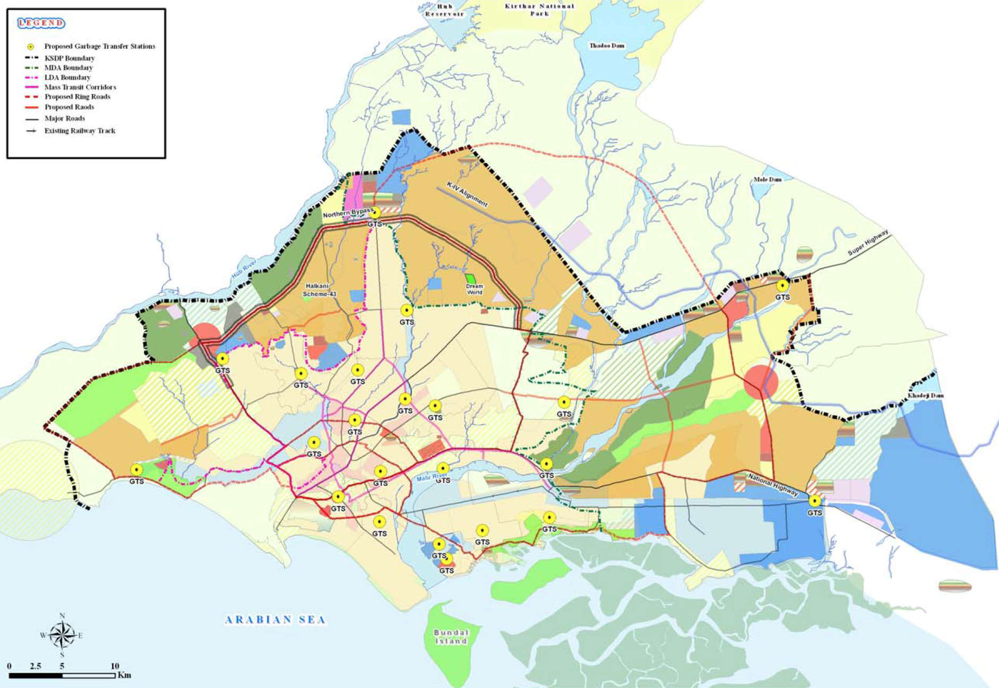 LEGEND
Proposed Garbage Transfer Stations
KSDP Boundary
MDA Boundary
LDA Boundary
Mass Transit Corridors
Proposed Ring Roads
Proposed Raods
Major Roads
Existing Railway Track
Hub
Reservoir
Kirthar National
Park
Thadoo Dam
Mole Dam
K-IV Alignment
Northern Bypass
GTS
Super Highway
Hub River
Halkani
Scheme-43
Dream
World
GTS
GTS
GTS
GTS
GTS
Khadeji Dam
GTS
GTS
GTS
GTS
GTS
GTS
GTS
GTS
Malir River
GTS
GTS
National Highway
GTS
GTS
GTS
GTS
GTS
GTS
GTS
ARABIAN SEA
Bundal
Island
N
W E
S
0 2.5 5 10
Km